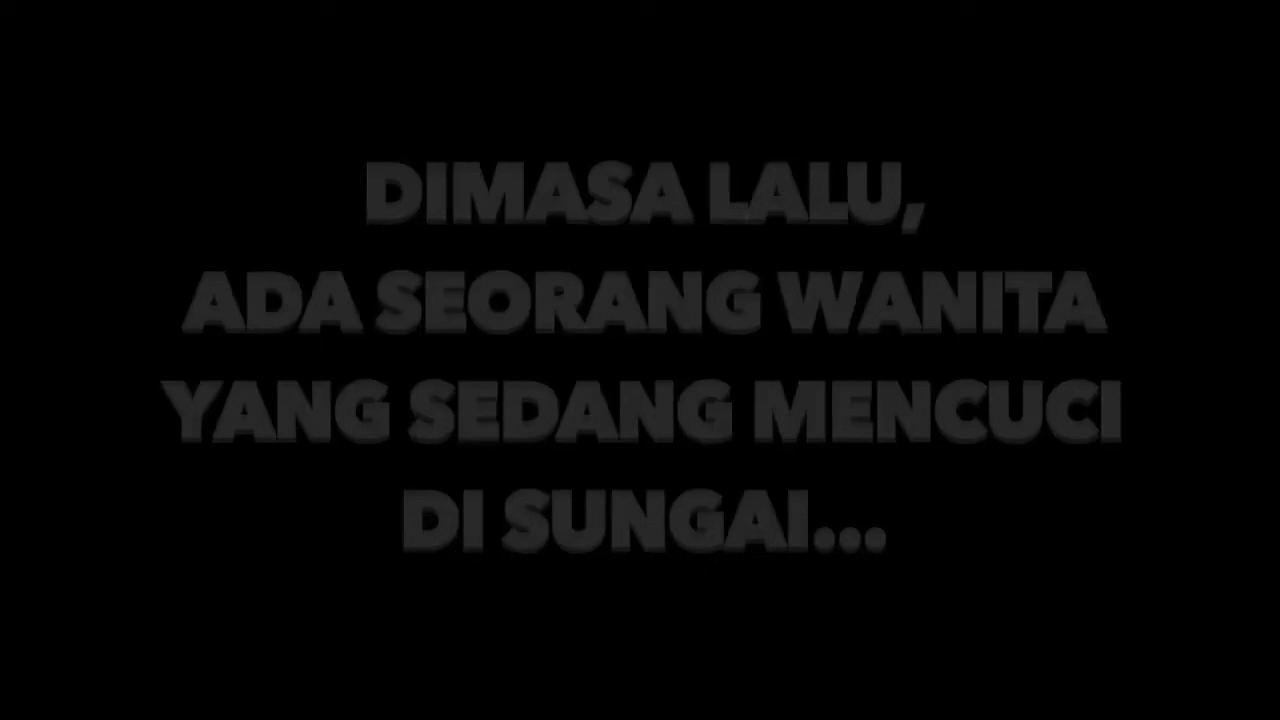 DIMASA LALU,
ADA SEORANG WANITA
YANG SEDANG MENCUCI
DI SUNGAI...